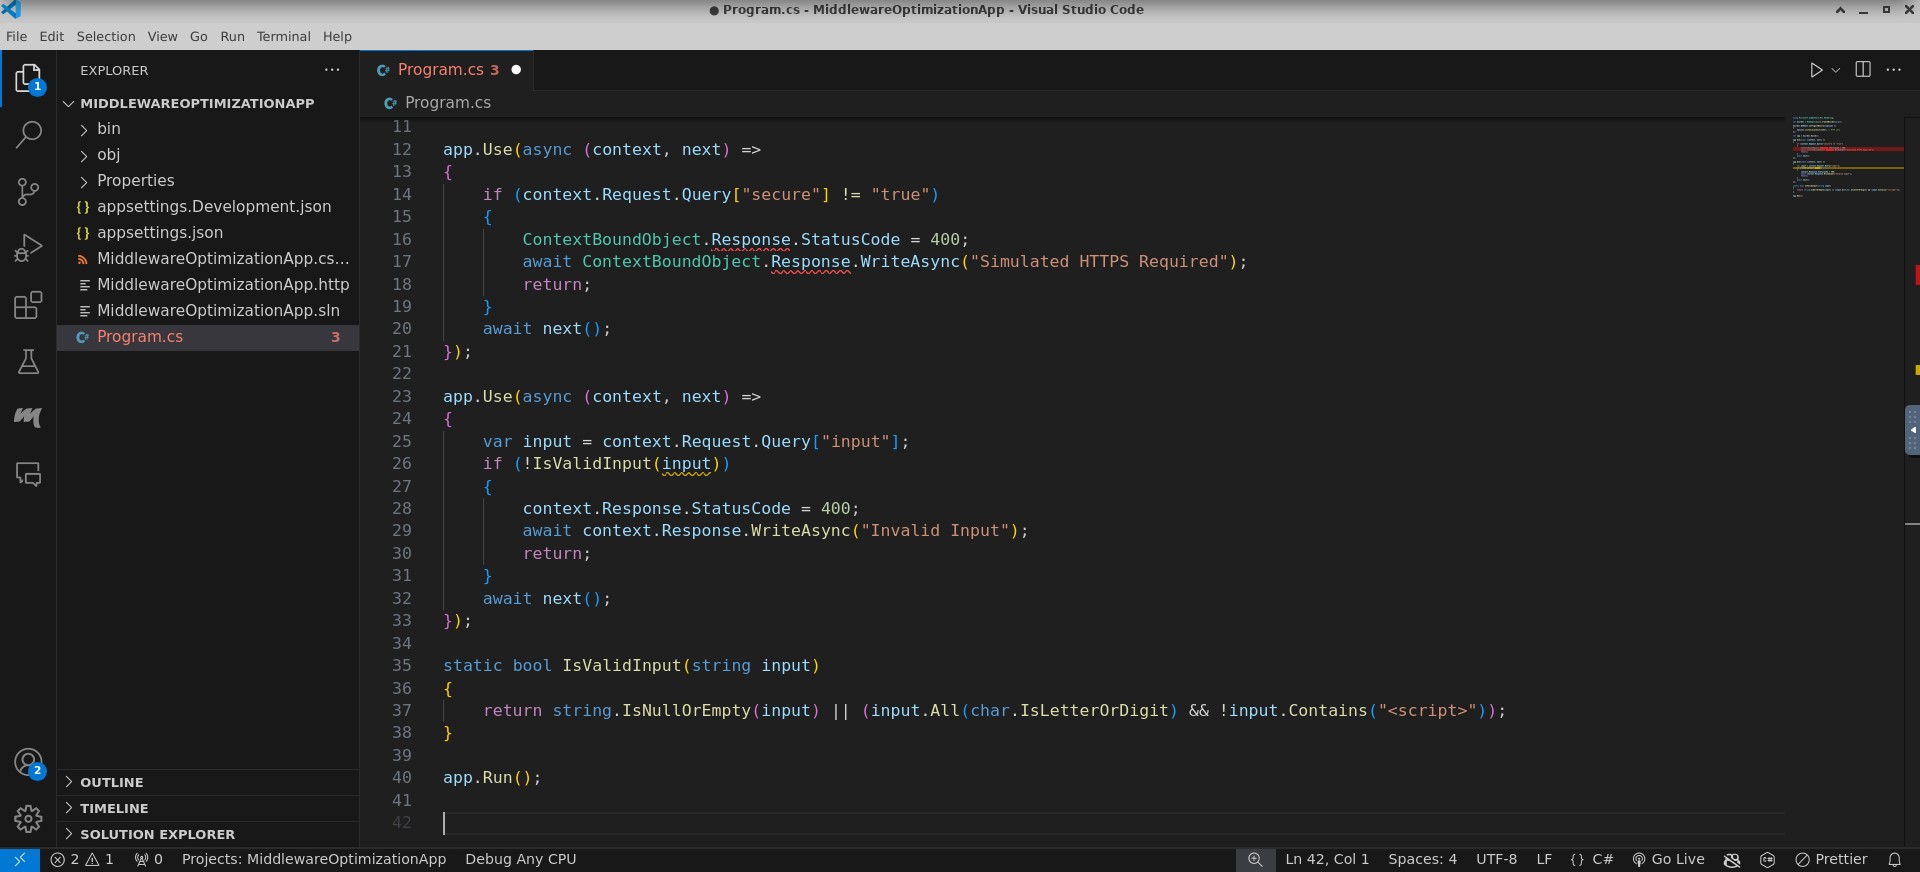 ● Program.cs - MiddlewareOptimizationApp - Visual Studio Code
File Edit Selection View Go Run Terminal Help
EXPLORER ···
MIDDLEWAREOPTIMIZATIONAPP
bin
obj
Properties
{} appsettings.Development.json
{} appsettings.json
MiddlewareOptimizationApp.cs...
MiddlewareOptimizationApp.http
MiddlewareOptimizationApp.sln
C# Program.cs 3
OUTLINE
TIMELINE
SOLUTION EXPLORER
1
2
C# Program.cs 3 ●
C# Program.cs
11
12 app.Use(async (context, next) =>
13 {
14     if (context.Request.Query["secure"] != "true")
15     {
16         ContextBoundObject.Response.StatusCode = 400;
17         await ContextBoundObject.Response.WriteAsync("Simulated HTTPS Required");
18         return;
19     }
20     await next();
21 });
22
23 app.Use(async (context, next) =>
24 {
25     var input = context.Request.Query["input"];
26     if (!IsValidInput(input))
27     {
28         context.Response.StatusCode = 400;
29         await context.Response.WriteAsync("Invalid Input");
30         return;
31     }
32     await next();
33 });
34
35 static bool IsValidInput(string input)
36 {
37     return string.IsNullOrEmpty(input) || (input.All(char.IsLetterOrDigit) && !input.Contains("<script>"));
38 }
39
40 app.Run();
41
42
2 1 0 Projects: MiddlewareOptimizationApp Debug Any CPU Ln 42, Col 1 Spaces: 4 UTF-8 LF {} C# Go Live Prettier